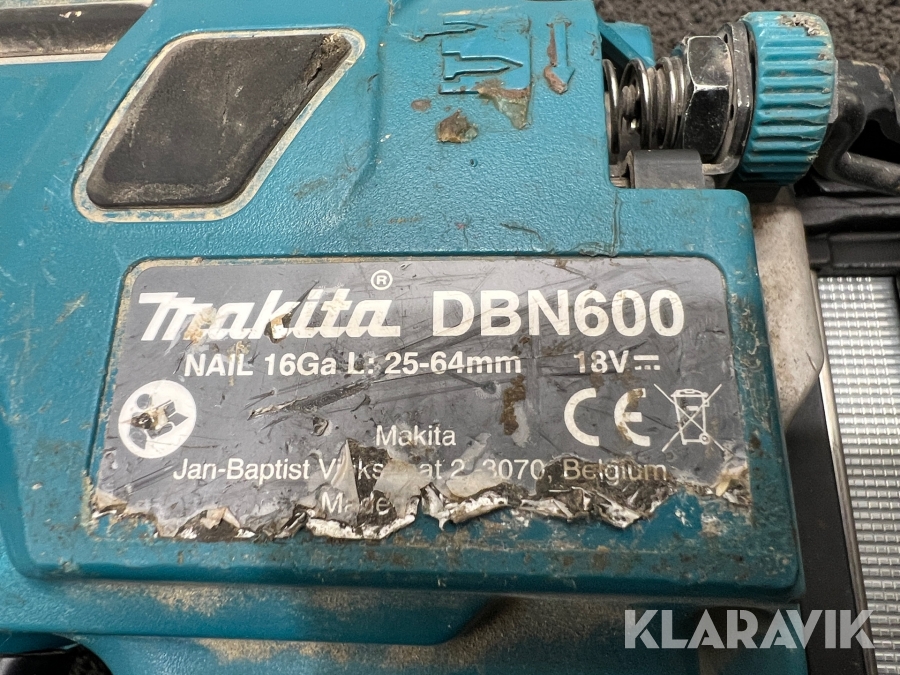 makita® DBN600
NAIL 16Ga L: 25-64mm 18V
CE
Makita
Jan-Baptist 2, 3070, Belgium
Made
KLARAVIK